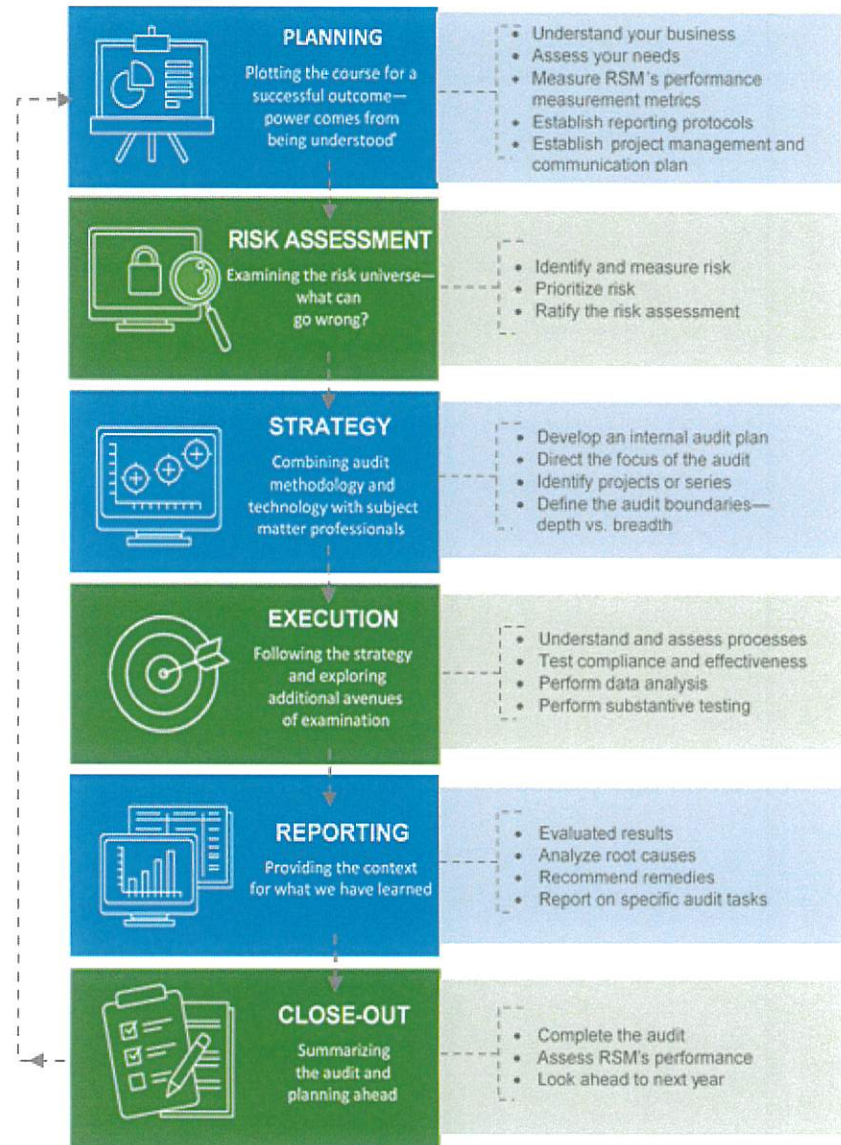 PLANNING
Plotting the course for a
successful outcome—
power comes from
being understood®
• Understand your business
• Assess your needs
• Measure RSM's performance
measurement metrics
• Establish reporting protocols
• Establish project management and
communication plan
RISK ASSESSMENT
Examining the risk universe—
what can
go wrong?
• Identify and measure risk
• Prioritize risk
• Ratify the risk assessment
STRATEGY
Combining audit
methodology and
technology with subject
matter professionals
• Develop an internal audit plan
• Direct the focus of the audit
• Identify projects or series
• Define the audit boundaries—
depth vs. breadth
EXECUTION
Following the strategy
and exploring
additional avenues
of examination
• Understand and assess processes
• Test compliance and effectiveness
• Perform data analysis
• Perform substantive testing
REPORTING
Providing the context
for what we have learned
• Evaluated results
• Analyze root causes
• Recommend remedies
• Report on specific audit tasks
CLOSE-OUT
Summarizing
the audit and
planning ahead
• Complete the audit
• Assess RSM's performance
• Look ahead to next year